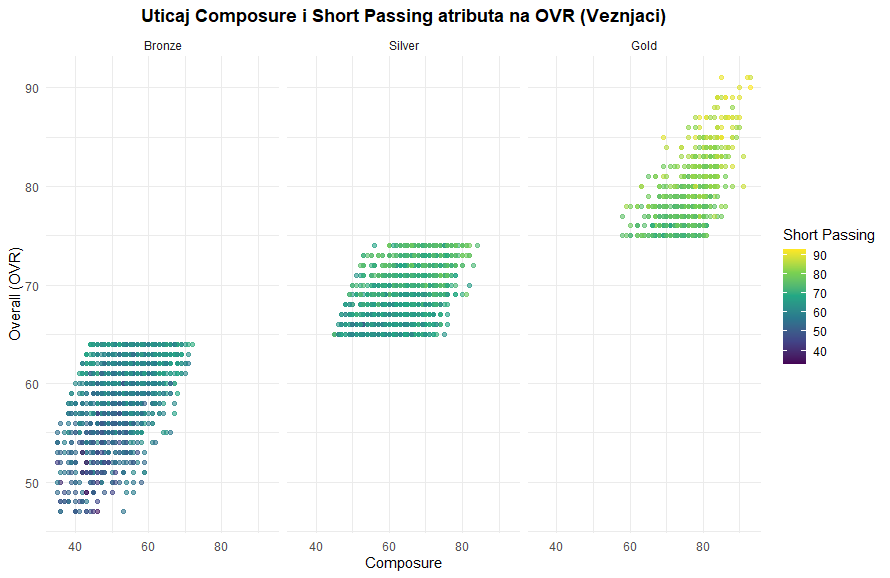 Uticaj Composure i Short Passing atributa na OVR (Veznjaci)
Bronze Silver Gold
Overall (OVR)
90
80
70
60
50
40 60 80 40 60 80 40 60 80
Composure
Short Passing
90
80
70
60
50
40